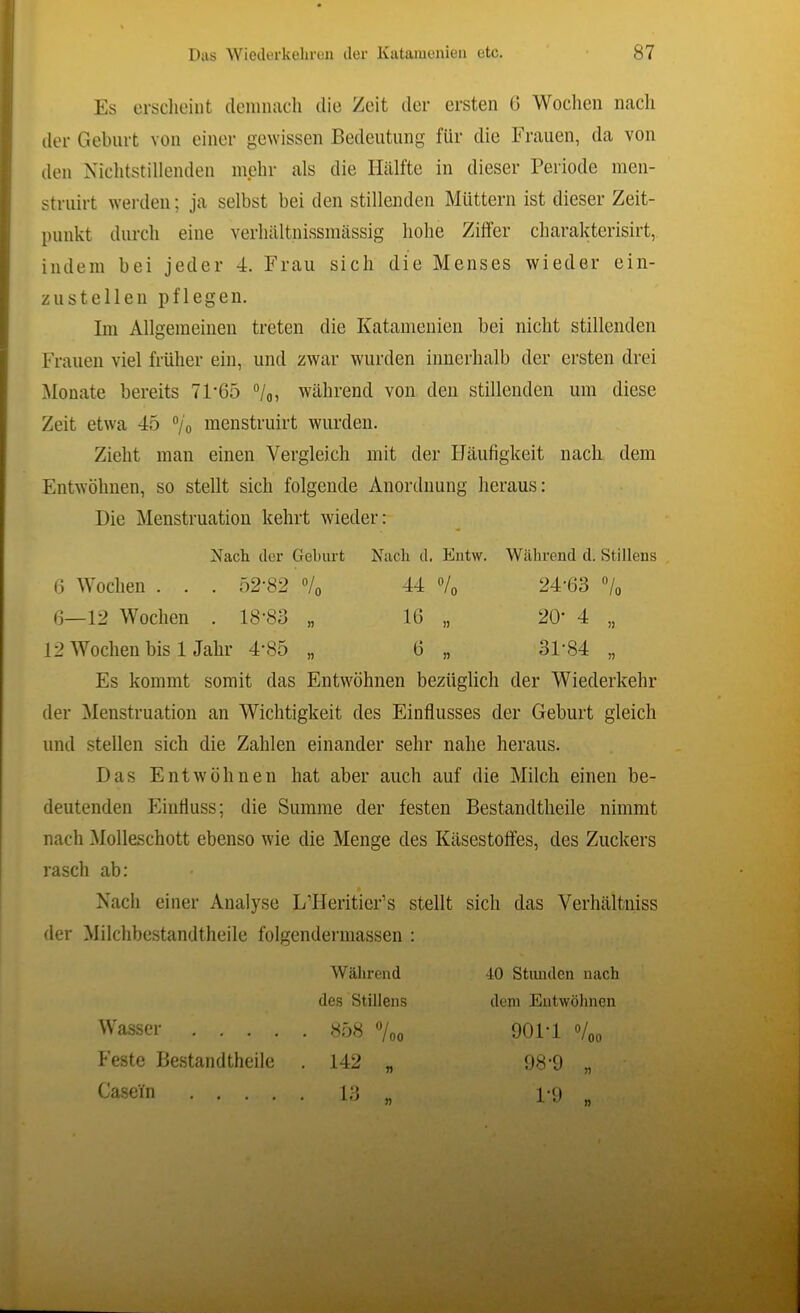 Das Wiederkehren der Katamenien etc. 87
Es erscheint demnach die Zeit der ersten 6 Wochen nach
der Geburt von einer gewissen Bedeutung für die Frauen, da von
den Nichtstillenden mehr als die Hälfte in dieser Periode men-
struirt werden; ja selbst bei den stillenden Müttern ist dieser Zeit-
punkt durch eine verhältnissmässig hohe Ziffer charakterisirt,
indem bei jeder 4. Frau sich die Menses wieder ein-
zustellen pflegen.
Im Allgemeinen treten die Katamenien bei nicht stillenden
Frauen viel früher ein, und zwar wurden innerhalb der ersten drei
Monate bereits 71·65 %, während von den stillenden um diese
Zeit etwa 45 % menstruirt wurden.
Zieht man einen Vergleich mit der Häufigkeit nach dem
Entwöhnen, so stellt sich folgende Anordnung heraus:
Die Menstruation kehrt wieder:
Nach der Geburt Nach d. Entw. Während d. Stillens
6 Wochen . . . 52·82 % 44 % 24·63 %
6—12 Wochen . 18·83 „ 16 „ 20· 4 „
12 Wochen bis 1 Jahr 4·85 „ 6 „ 31·84 „
Es kommt somit das Entwöhnen bezüglich der Wiederkehr
der Menstruation an Wichtigkeit des Einflusses der Geburt gleich
und stellen sich die Zahlen einander sehr nahe heraus.
Das Entwöhnen hat aber auch auf die Milch einen be-
deutenden Einfluss; die Summe der festen Bestandtheile nimmt
nach Molleschott ebenso wie die Menge des Käsestoffes, des Zuckers
rasch ab:
Nach einer Analyse L'Heritier's stellt sich das Verhältniss
der Milchbestandtheile folgendermassen :
Während 40 Stunden nach
des Stillens dem Entwöhnen
Wasser . . . . . 858 ‰ 901·1 ‰
Feste Bestandtheile . 142 „ 98·9 „
Caseïn . . . . . 13 „ 1·9 „